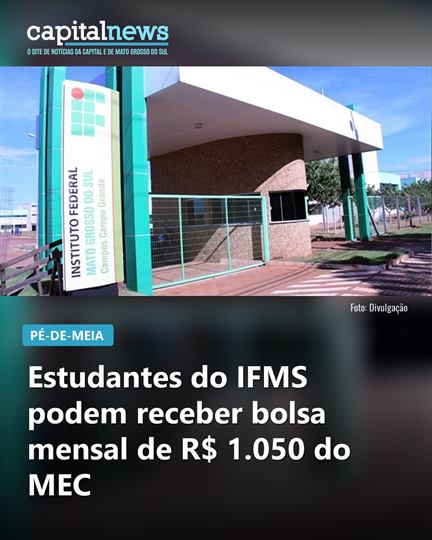 capitalnews
O SITE DE NOTÍCIAS DA CAPITAL E DE MATO GROSSO DO SUL
INSTITUTO FEDERAL
MATO GROSSO DO SUL
Campus Campo Grande
Foto: Divulgação
PÉ-DE-MEIA
Estudantes do IFMS
podem receber bolsa
mensal de R$ 1.050 do
MEC